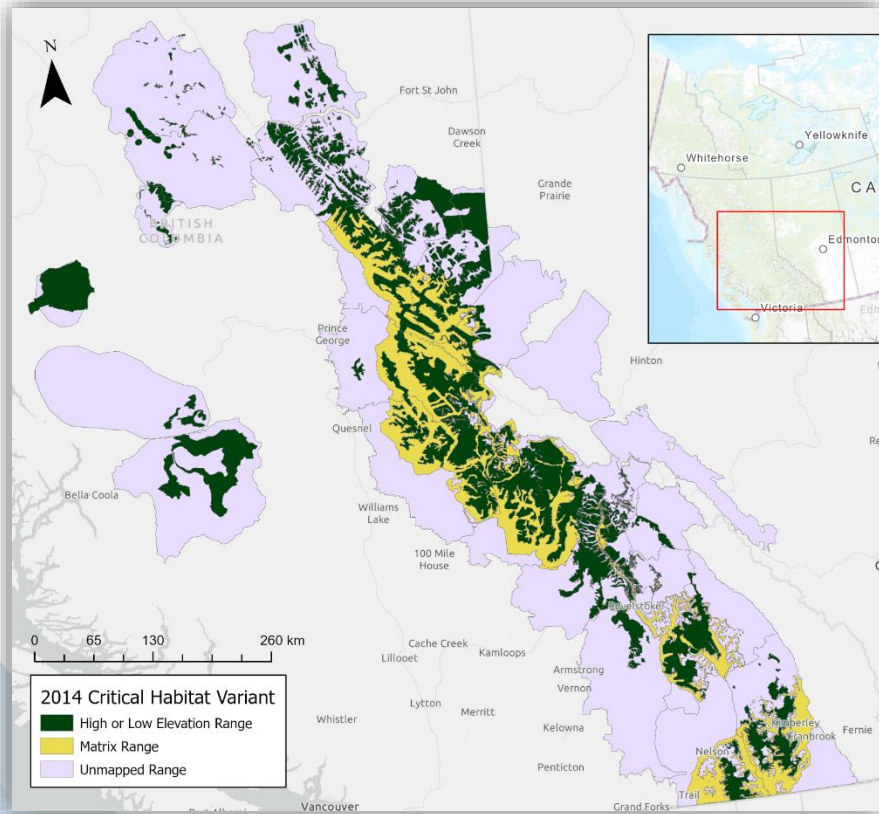 N
Fort St John
Dawson
Creek
Grande
Prairie
BRITISH
COLUMBIA
Prince
George
Hinton
Quesnel
Bella Coola
Williams
Lake
100 Mile
House
Revelstoke
Cache Creek
Kamloops
Lillooet
Armstrong
Vernon
Lytton
Merritt
Whistler
Kelowna
Kimberley
Cranbrook
Fernie
Nelson
Penticton
Trail
Grand Forks
Vancouver
0 65 130 260 km
2014 Critical Habitat Variant
High or Low Elevation Range
Matrix Range
Unmapped Range
Yellowknife
Whitehorse
CA
Edmonton
Victoria